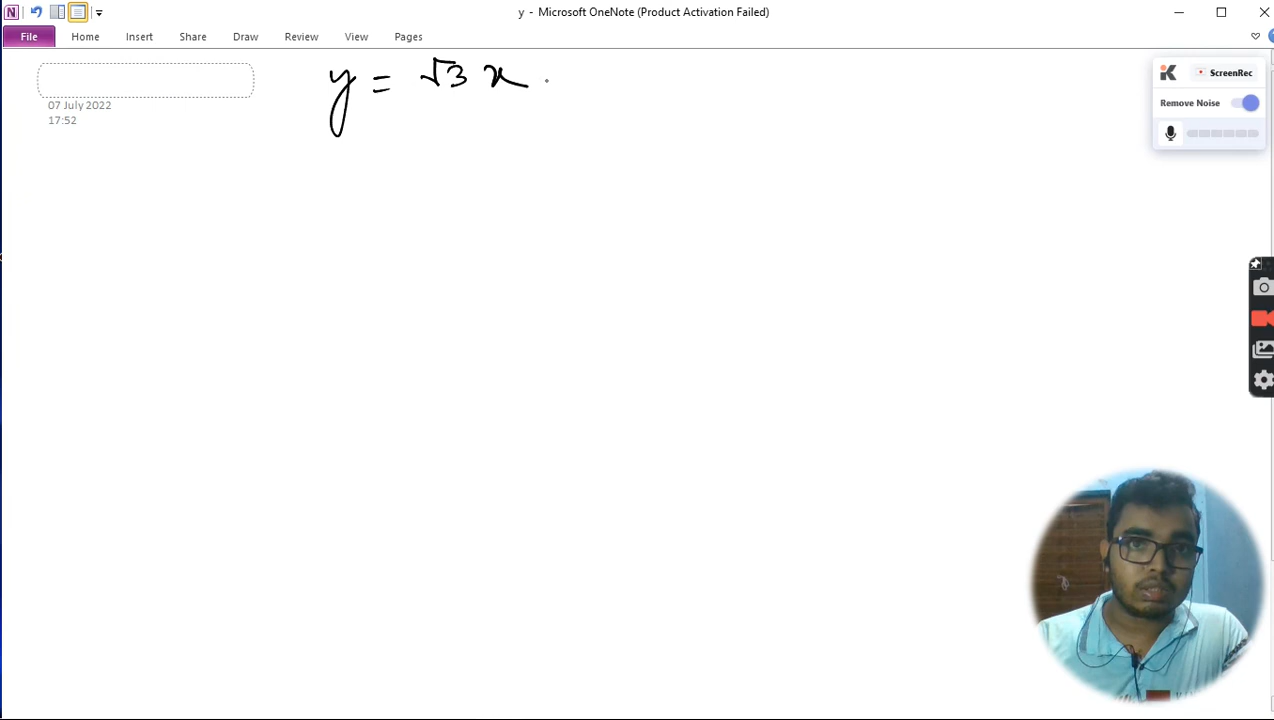 y - Microsoft OneNote (Product Activation Failed)
File Home Insert Share Draw Review View Pages
y = √3 x
07 July 2022
17:52
ScreenRec
Remove Noise